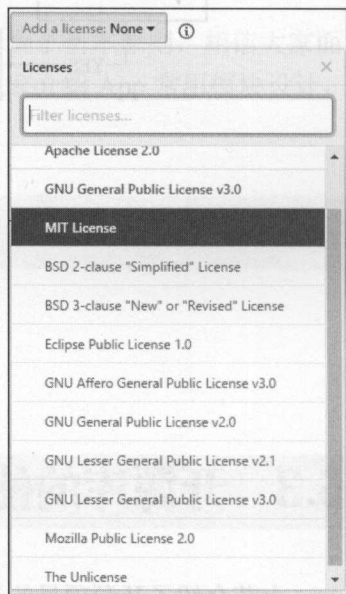 Add a license: None
Licenses
Filter licenses...
Apache License 2.0
GNU General Public License v3.0
MIT License
BSD 2-clause "Simplified" License
BSD 3-clause "New" or "Revised" License
Eclipse Public License 1.0
GNU Affero General Public License v3.0
GNU General Public License v2.0
GNU Lesser General Public License v2.1
GNU Lesser General Public License v3.0
Mozilla Public License 2.0
The Unlicense